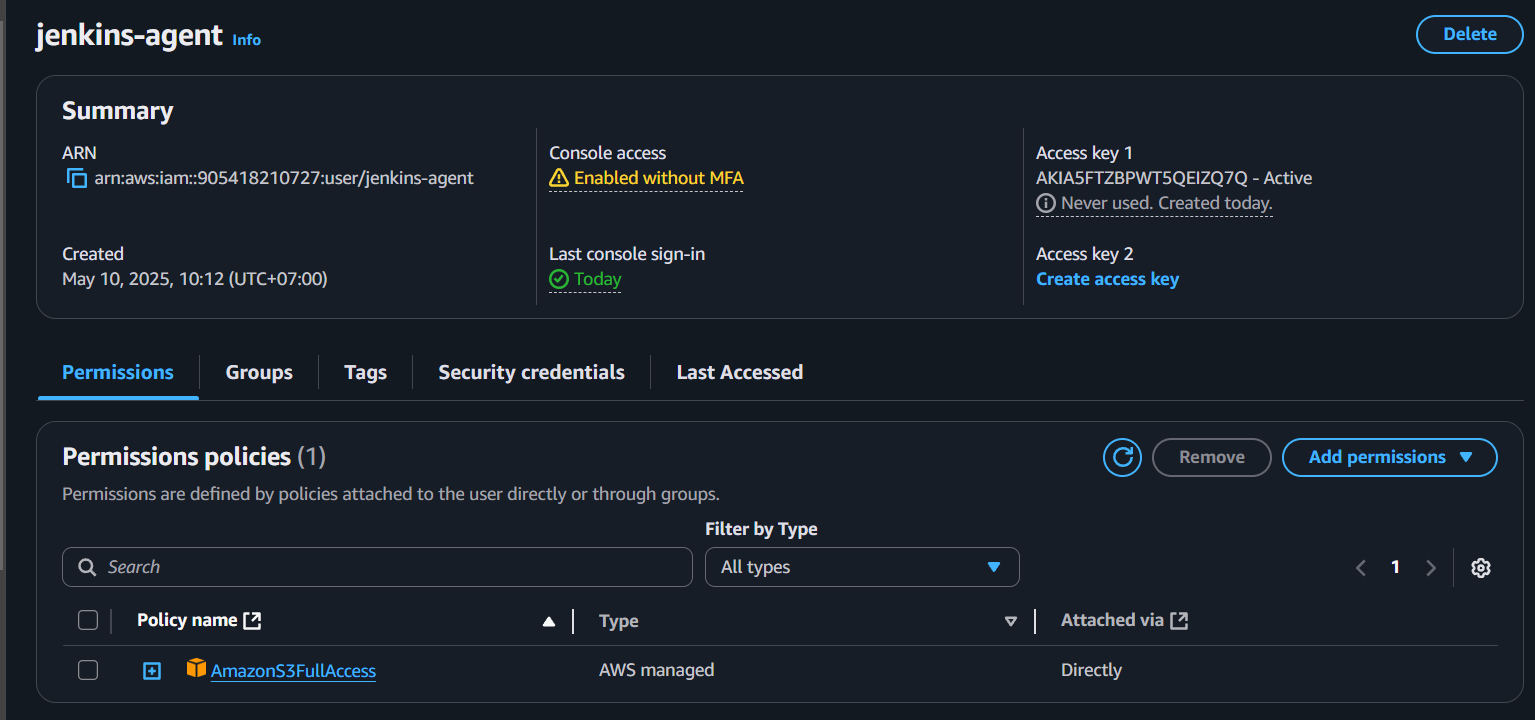 jenkins-agent Info
Delete
Summary
ARN
arn:aws:iam::905418210727:user/jenkins-agent
Console access
Enabled without MFA
Access key 1
AKIA5FTZBPWT5QEIZQ7Q - Active
Never used. Created today.
Created
May 10, 2025, 10:12 (UTC+07:00)
Last console sign-in
Today
Access key 2
Create access key
Permissions Groups Tags Security credentials Last Accessed
Permissions policies (1)
Remove
Add permissions
Permissions are defined by policies attached to the user directly or through groups.
Filter by Type
Search
All types
1
Policy name Type Attached via
AmazonS3FullAccess AWS managed Directly